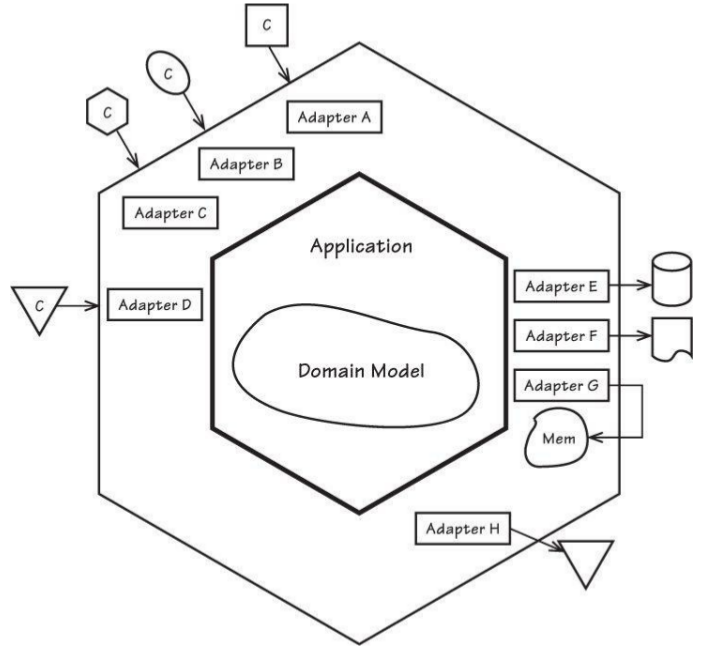 C
C
C
Adapter A
Adapter B
Adapter C
Application
C
Adapter D
Adapter E
Adapter F
Domain Model
Adapter G
Mem
Adapter H